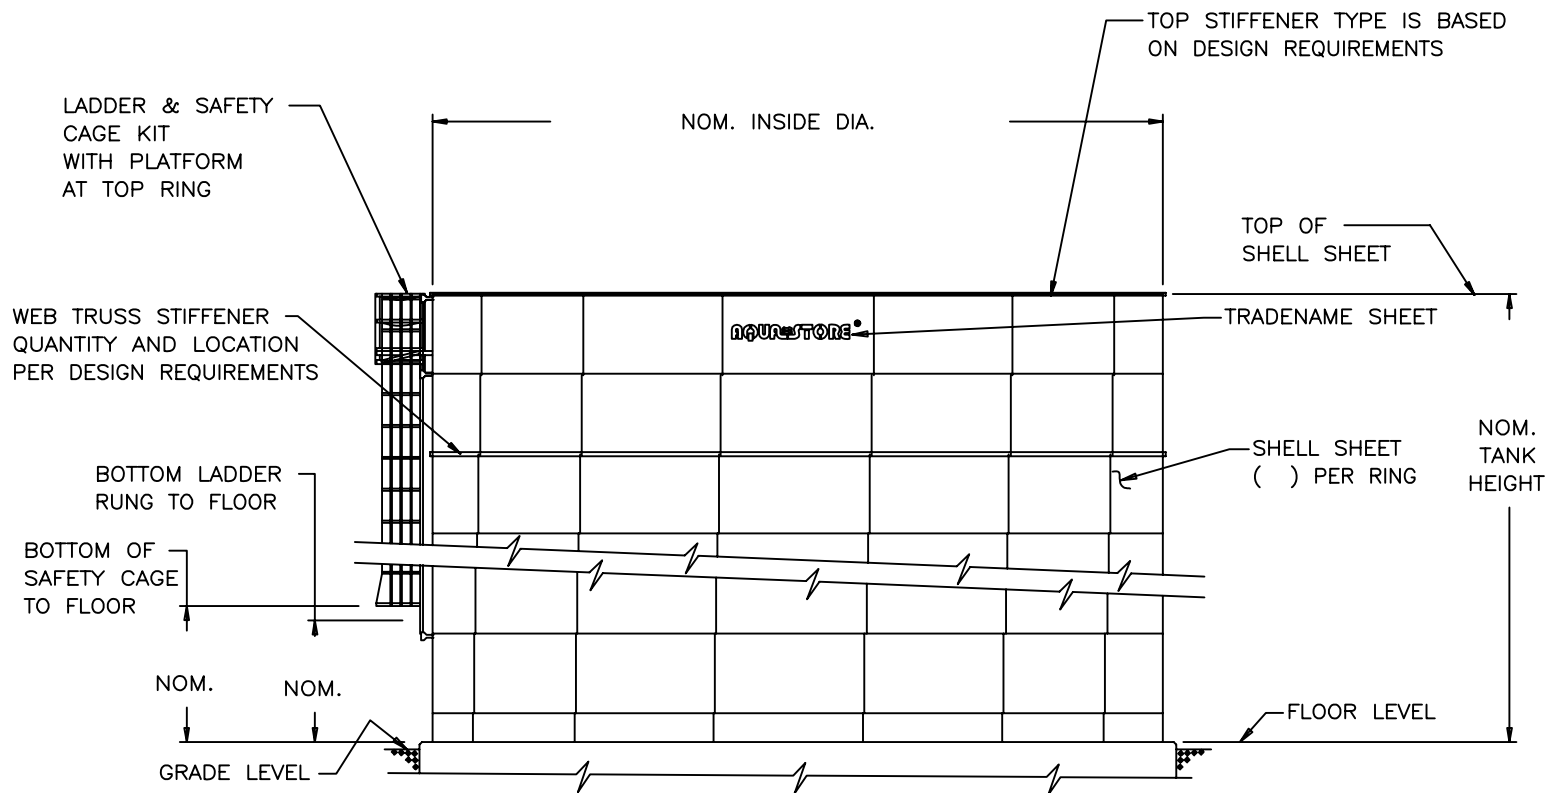 TOP STIFFENER TYPE IS BASED
ON DESIGN REQUIREMENTS
LADDER & SAFETY
CAGE KIT
WITH PLATFORM
AT TOP RING
NOM. INSIDE DIA.
TOP OF
SHELL SHEET
WEB TRUSS STIFFENER
QUANTITY AND LOCATION
PER DESIGN REQUIREMENTS
AQUASTORE®
TRADENAME SHEET
NOM.
TANK
HEIGHT
SHELL SHEET
(   ) PER RING
BOTTOM LADDER
RUNG TO FLOOR
BOTTOM OF
SAFETY CAGE
TO FLOOR
NOM.
NOM.
FLOOR LEVEL
GRADE LEVEL